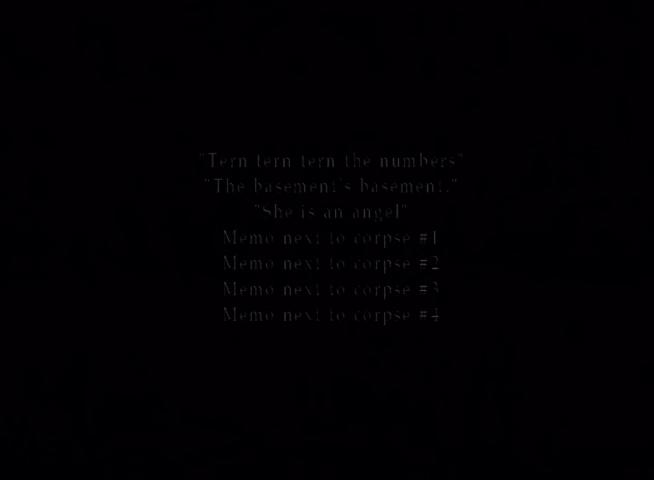 "Tern tern tern the numbers"
"The basement's basement."
"She is an angel"
Memo next to corpse #1
Memo next to corpse #2
Memo next to corpse #3
Memo next to corpse #4